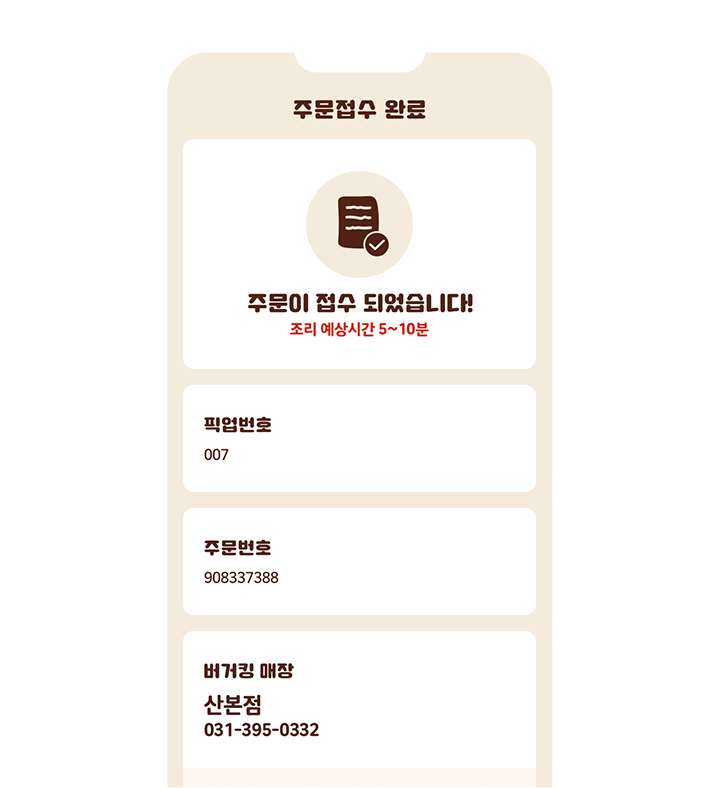 주문접수 완료
주문이 접수 되었습니다!
조리 예상시간 5~10분
픽업번호
007
주문번호
908337388
버거킹 매장
산본점
031-395-0332